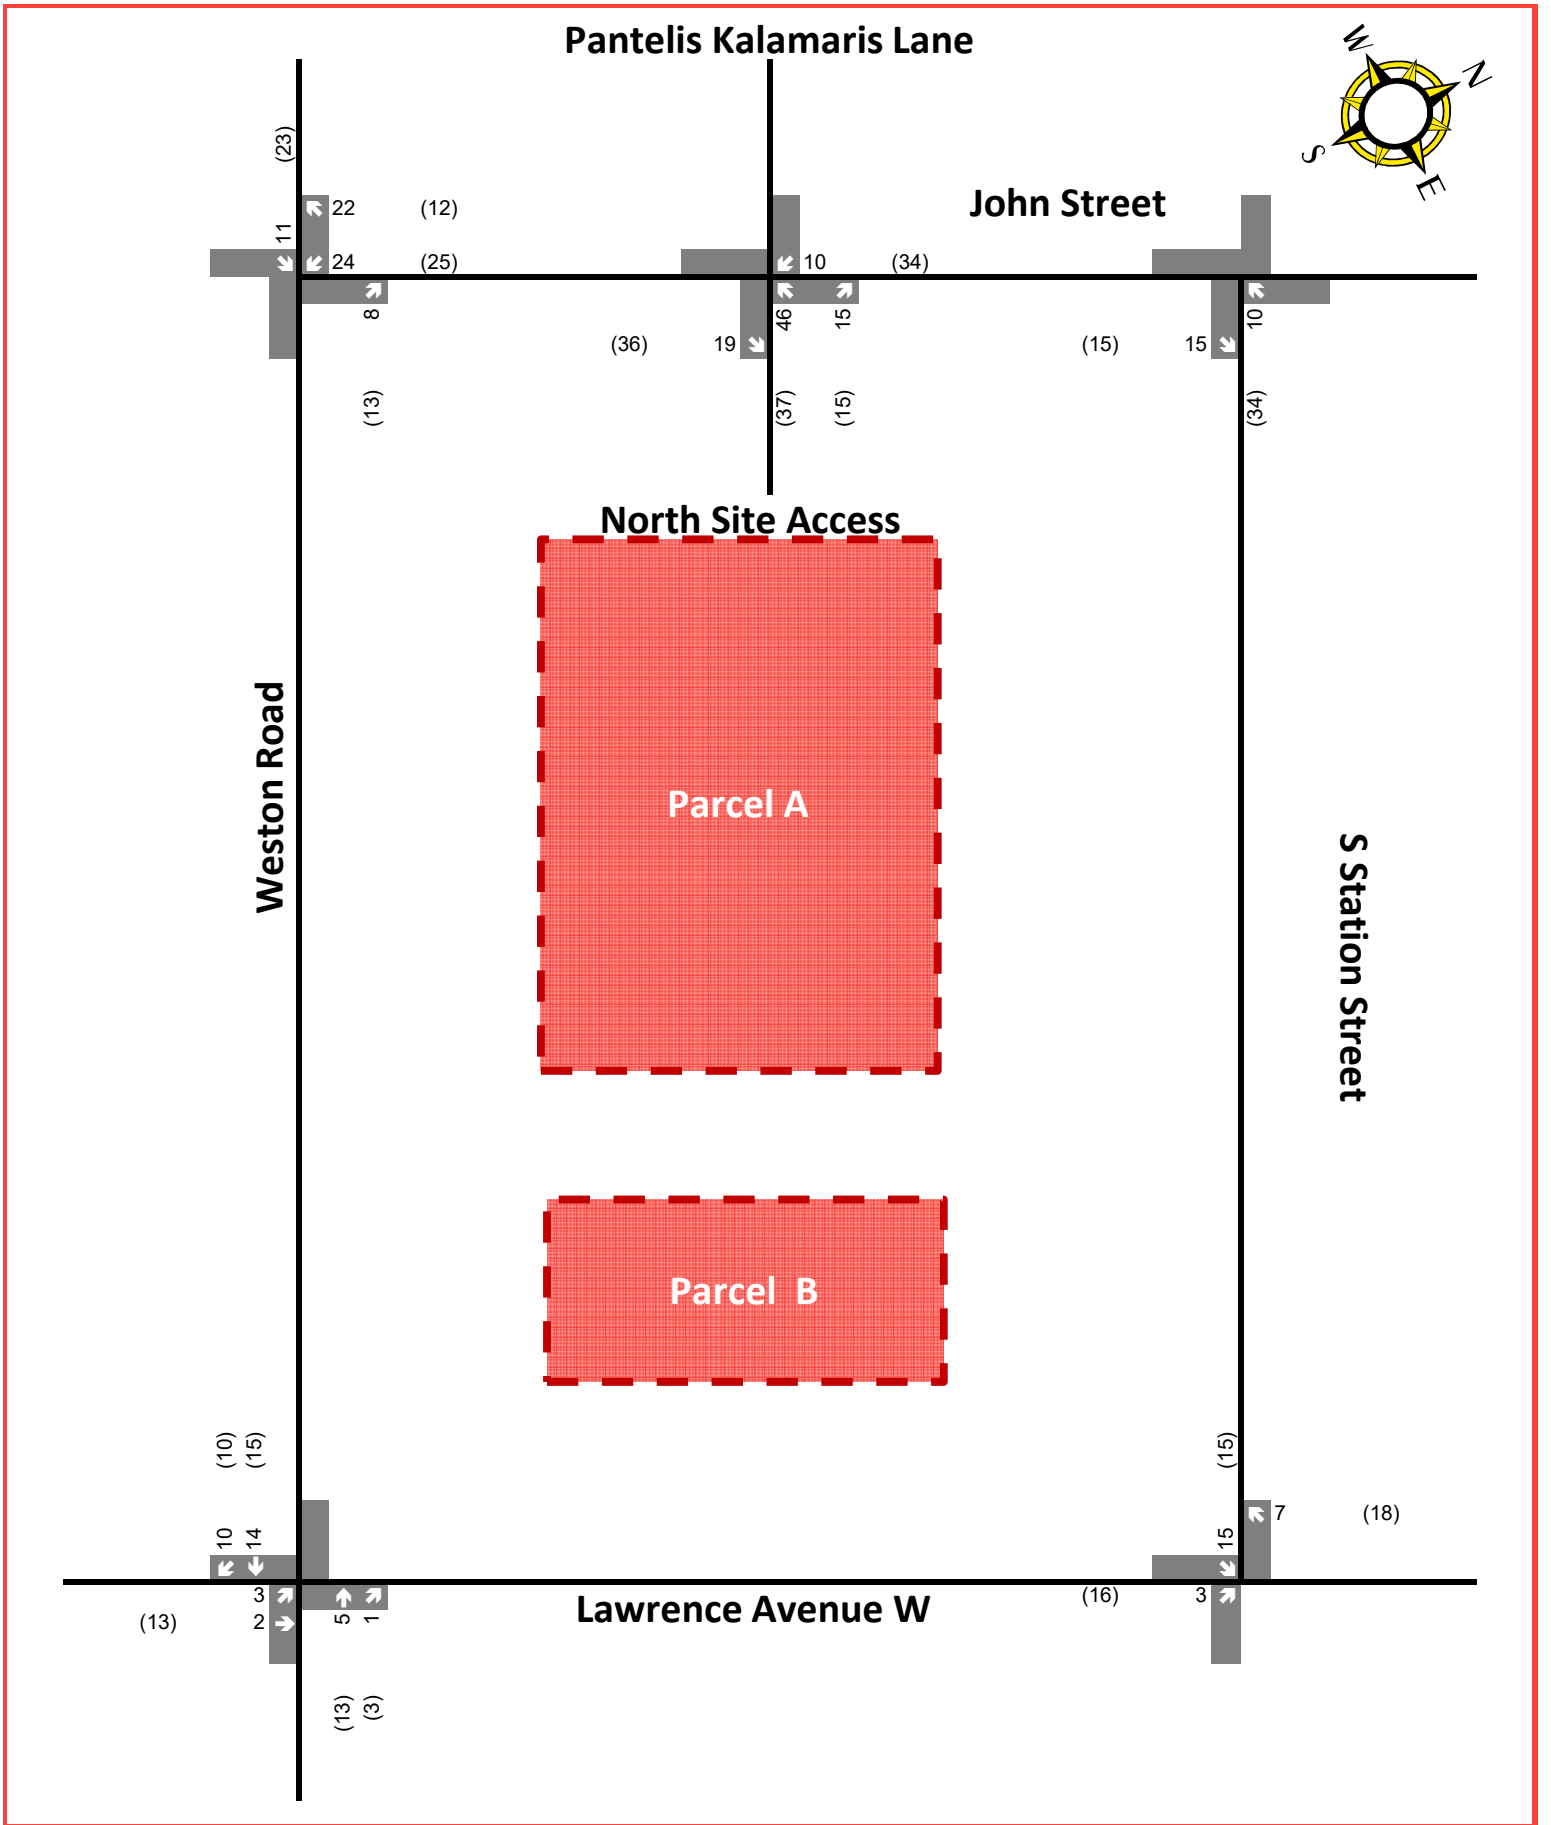 Pantelis Kalamaris Lane
W
N
S
E
(23)
John Street
22 (12)
11
24 (25)
10 (34)
8
46
15
10
(36) 19
(15) 15
(13)
(37)
(15)
(34)
North Site Access
Weston Road
Parcel A
S Station Street
Parcel B
(10)
(15)
(15)
10
14
15
7 (18)
3
(16) 3
(13) 2
5
1
Lawrence Avenue W
(13)
(3)